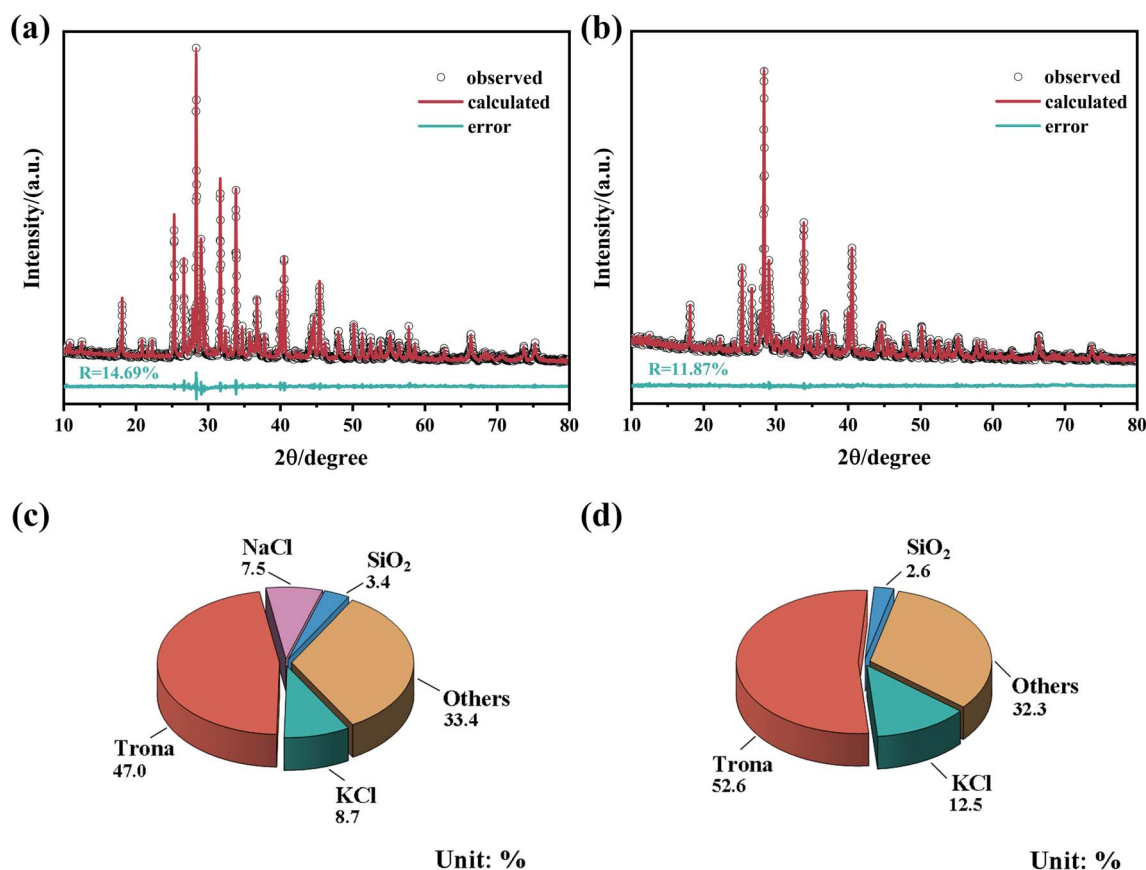 (a)
observed
calculated
error
Intensity/(a.u.)
R=14.69%
10 20 30 40 50 60 70 80
2θ/degree
(b)
observed
calculated
error
Intensity/(a.u.)
R=11.87%
10 20 30 40 50 60 70 80
2θ/degree
(c)
NaCl
7.5
SiO₂
3.4
Others
33.4
Trona
47.0
KCl
8.7
Unit: %
(d)
SiO₂
2.6
Others
32.3
Trona
52.6
KCl
12.5
Unit: %